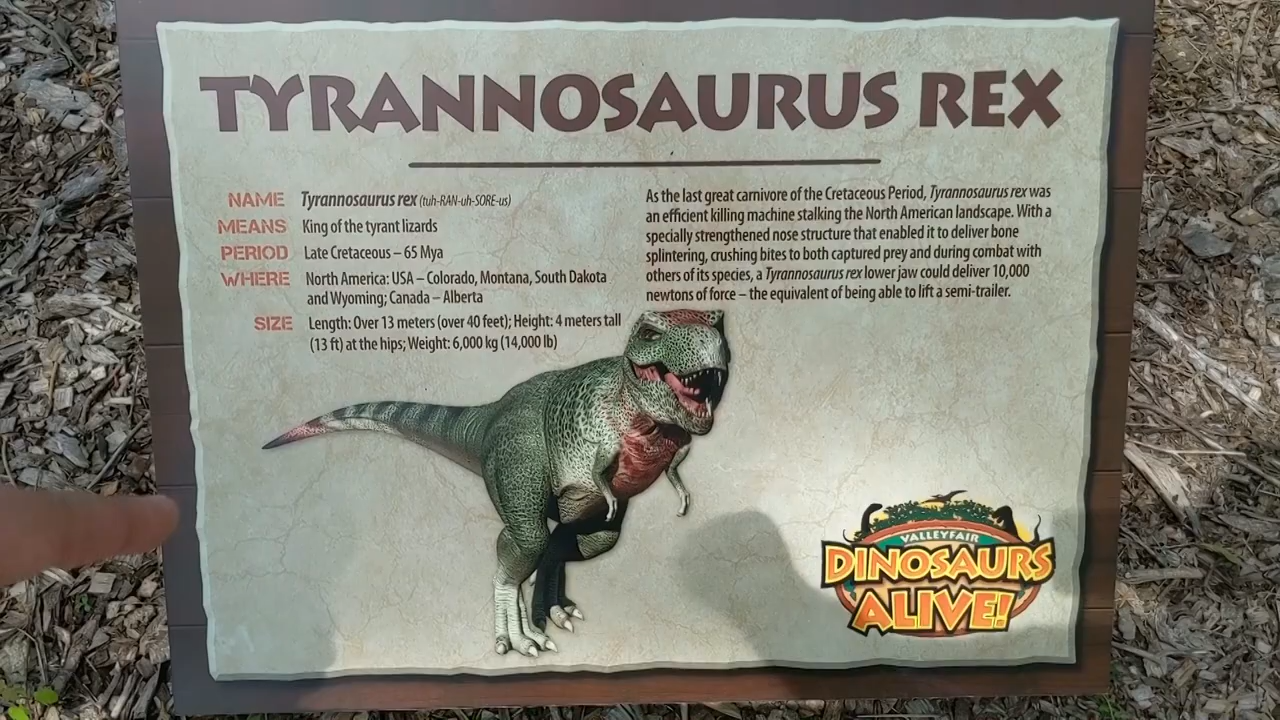 TYRANNOSAURUS REX
NAME Tyrannosaurus rex (tuh-RAN-uh-SORE-us)
MEANS King of the tyrant lizards
PERIOD Late Cretaceous – 65 Mya
WHERE North America: USA – Colorado, Montana, South Dakota
and Wyoming; Canada – Alberta
SIZE Length: Over 13 meters (over 40 feet); Height: 4 meters tall
(13 ft) at the hips; Weight: 6,000 kg (14,000 lb)
As the last great carnivore of the Cretaceous Period, Tyrannosaurus rex was
an efficient killing machine stalking the North American landscape. With a
specially strengthened nose structure that enabled it to deliver bone
splintering, crushing bites to both captured prey and during combat with
others of its species, a Tyrannosaurus rex lower jaw could deliver 10,000
newtons of force – the equivalent of being able to lift a semi-trailer.
VALLEYFAIR
DINOSAURS
ALIVE!